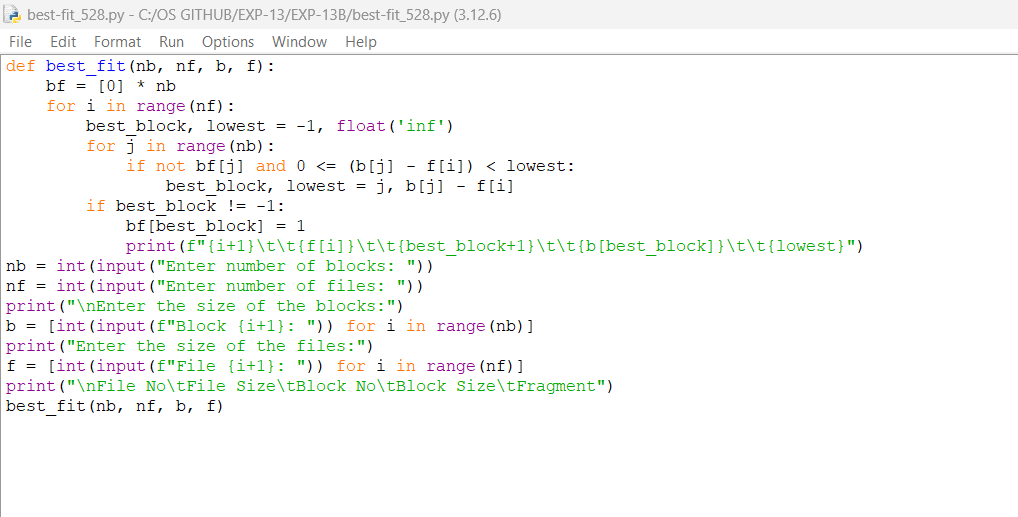 best-fit_528.py - C:/OS GITHUB/EXP-13/EXP-13B/best-fit_528.py (3.12.6)
File Edit Format Run Options Window Help
def best_fit(nb, nf, b, f):
    bf = [0] * nb
    for i in range(nf):
        best_block, lowest = -1, float('inf')
        for j in range(nb):
            if not bf[j] and 0 <= (b[j] - f[i]) < lowest:
                best_block, lowest = j, b[j] - f[i]
        if best_block != -1:
            bf[best_block] = 1
            print(f"{i+1}\t\t{f[i]}\t\t{best_block+1}\t\t{b[best_block]}\t\t{lowest}")
nb = int(input("Enter number of blocks: "))
nf = int(input("Enter number of files: "))
print("\nEnter the size of the blocks:")
b = [int(input(f"Block {i+1}: ")) for i in range(nb)]
print("Enter the size of the files:")
f = [int(input(f"File {i+1}: ")) for i in range(nf)]
print("\nFile No\tFile Size\tBlock No\tBlock Size\tFragment")
best_fit(nb, nf, b, f)